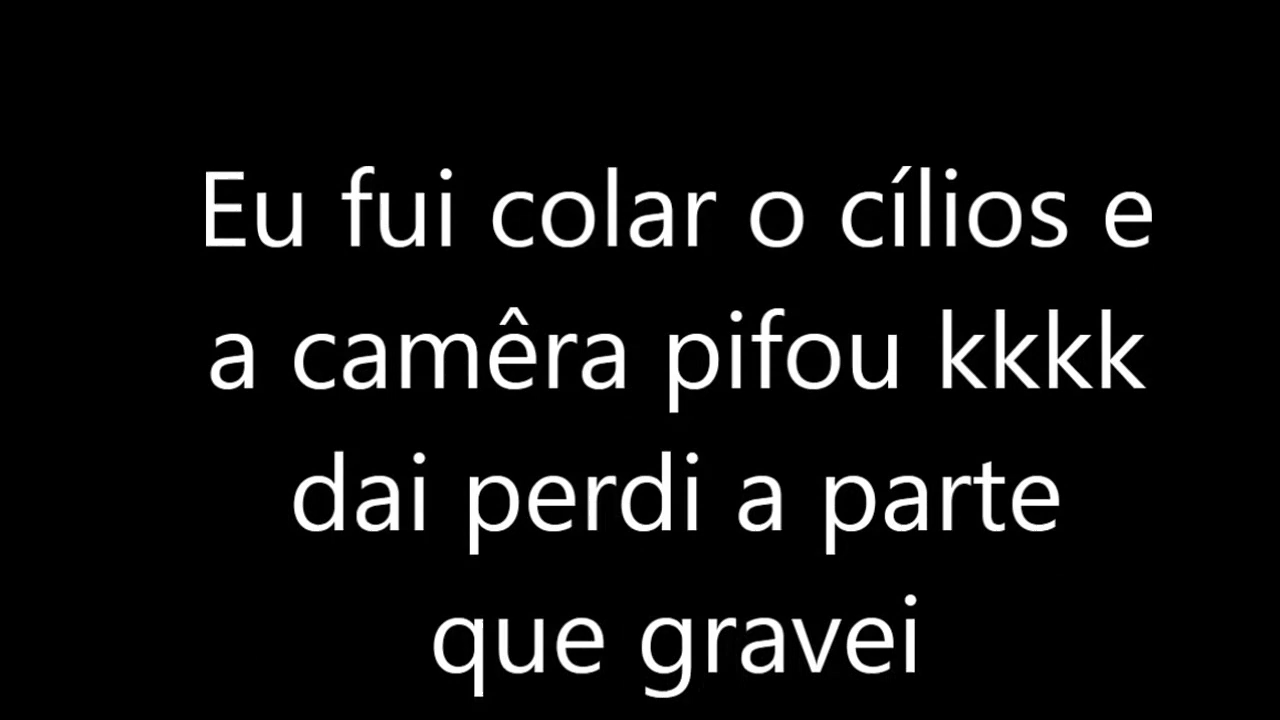 Eu fui colar o cílios e
a camêra pifou kkkk
dai perdi a parte
que gravei